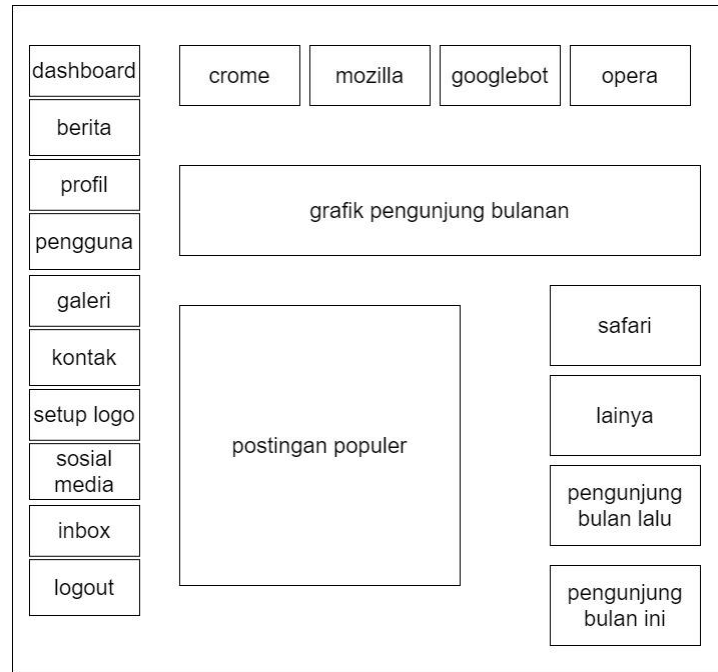 dashboard
berita
profil
pengguna
galeri
kontak
setup logo
sosial
media
inbox
logout
crome
mozilla
googlebot
opera
grafik pengunjung bulanan
postingan populer
safari
lainya
pengunjung
bulan lalu
pengunjung
bulan ini